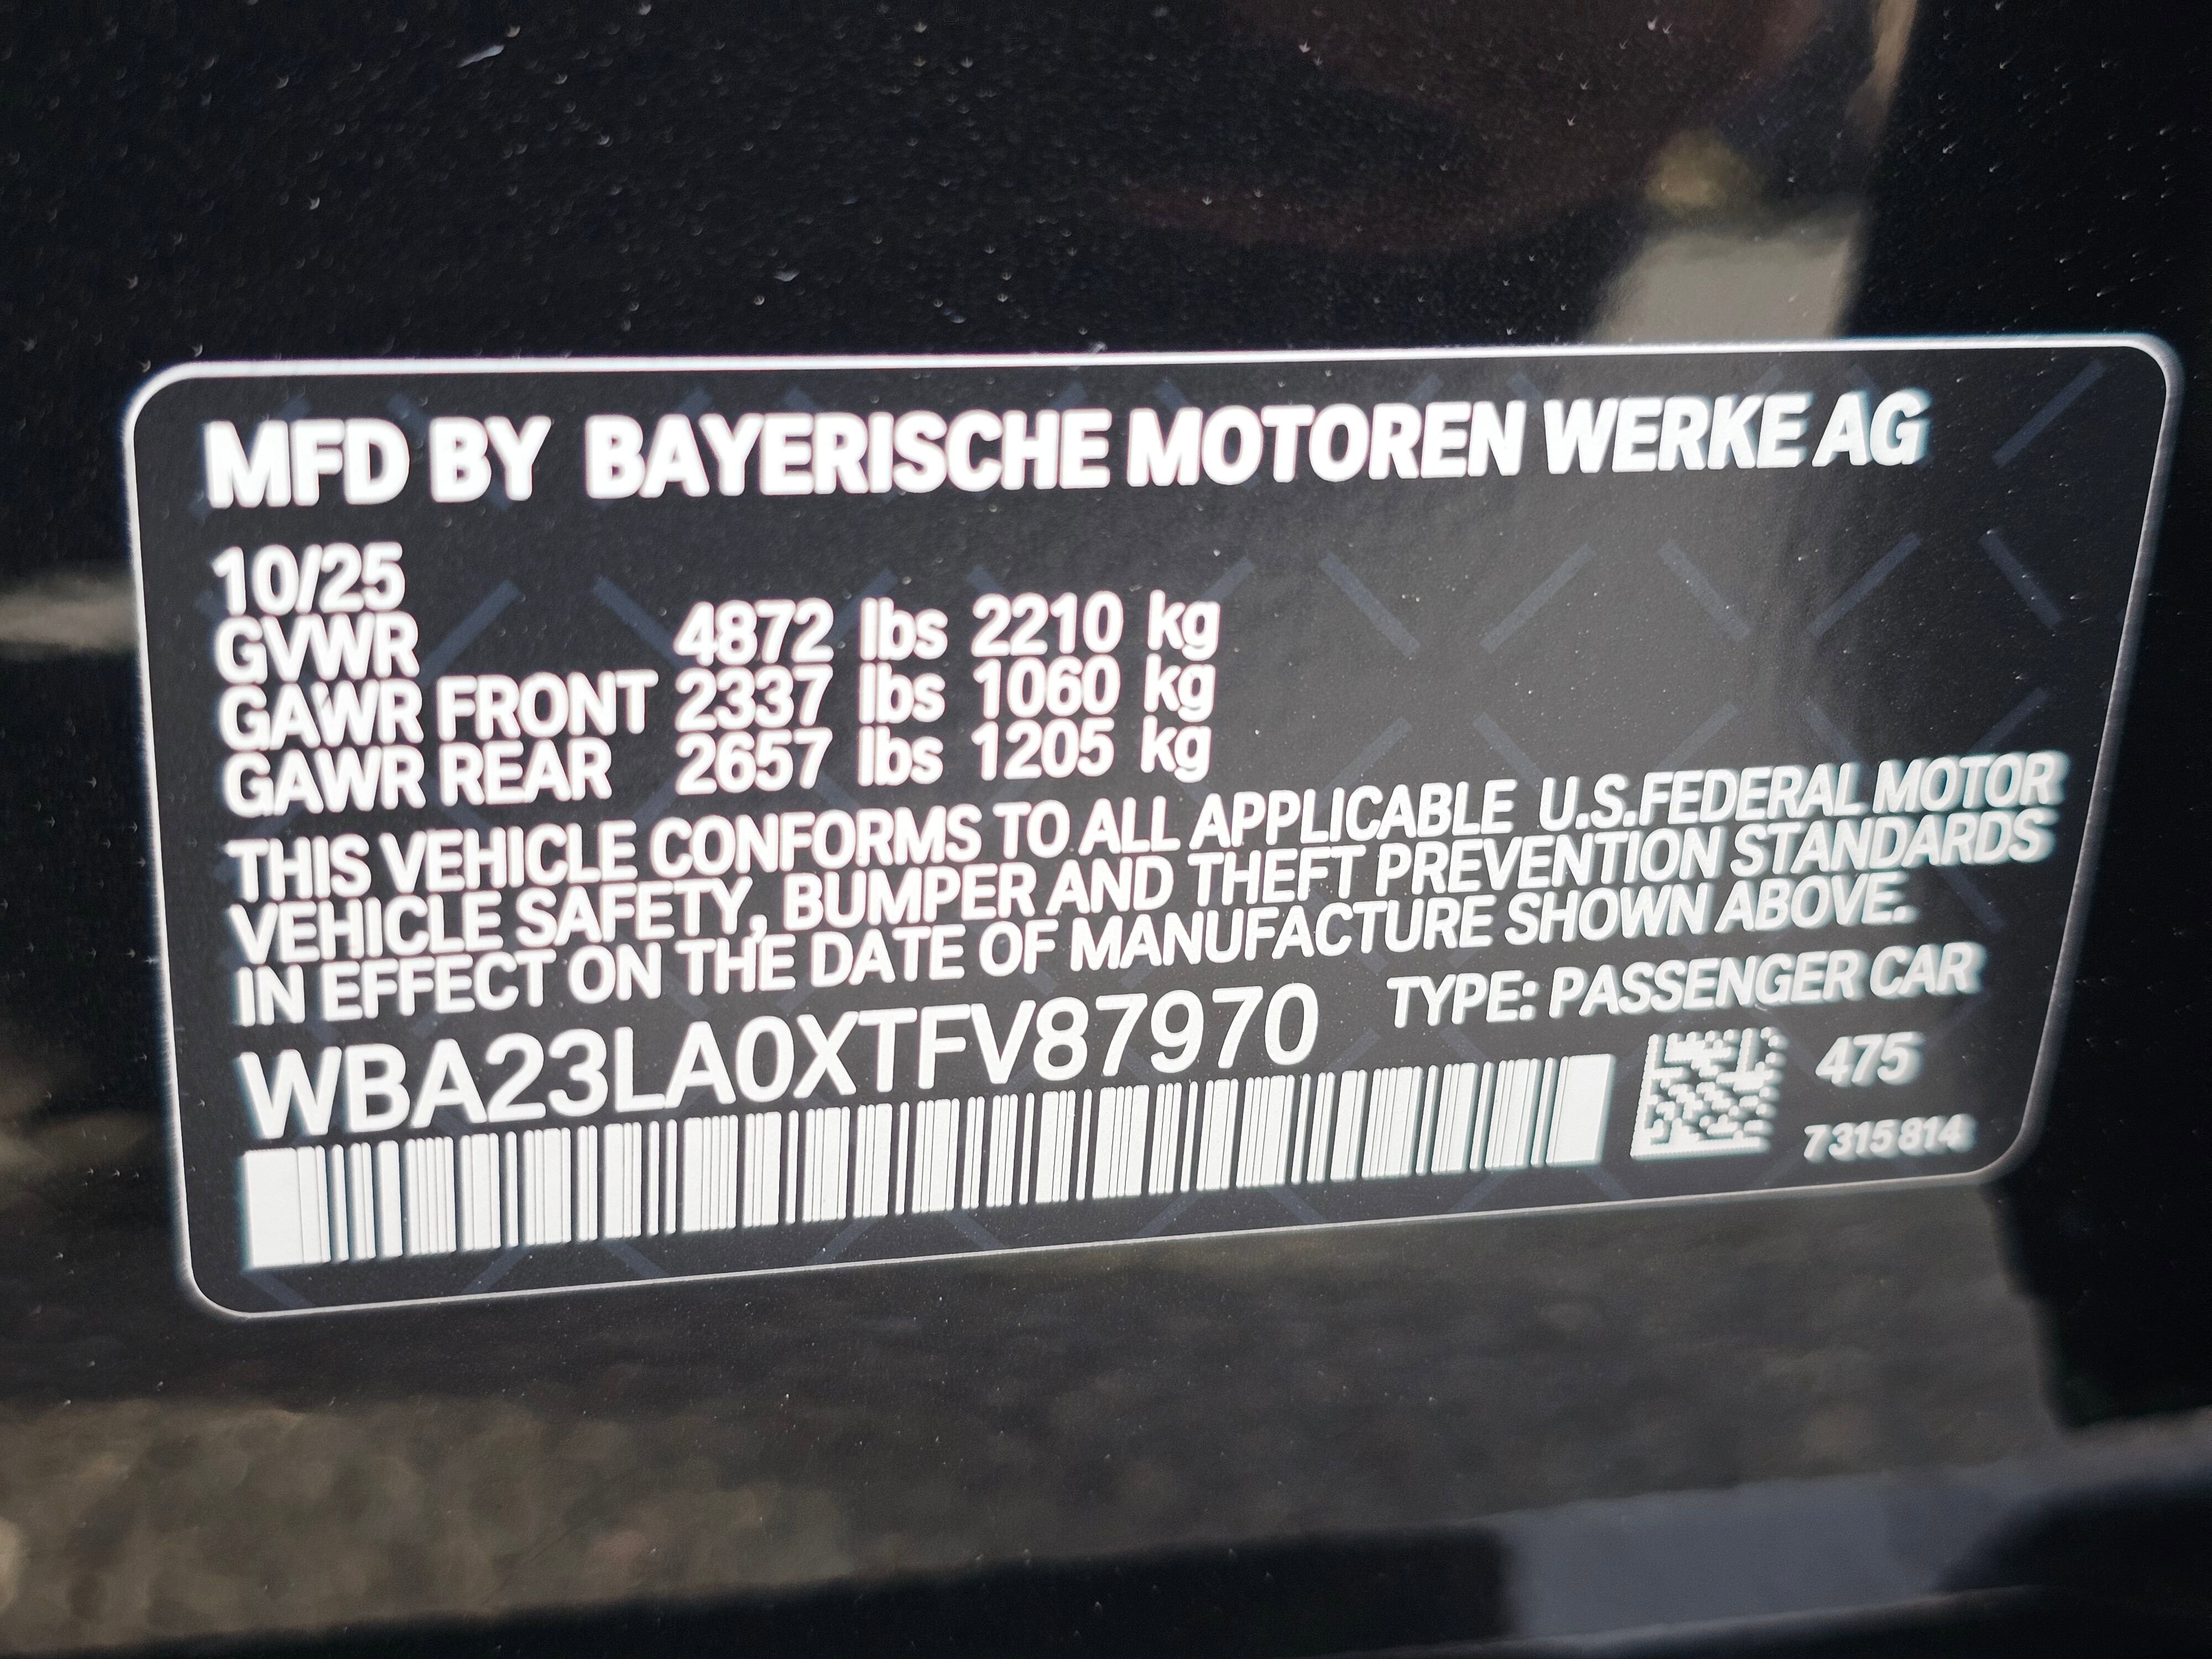 MFD BY BAYERISCHE MOTOREN WERKE AG
10/25
GVWR 4872 lbs 2210 kg
GAWR FRONT 2337 lbs 1060 kg
GAWR REAR 2657 lbs 1205 kg
THIS VEHICLE CONFORMS TO ALL APPLICABLE U.S.FEDERAL MOTOR
VEHICLE SAFETY, BUMPER AND THEFT PREVENTION STANDARDS
IN EFFECT ON THE DATE OF MANUFACTURE SHOWN ABOVE.
WBA23LA0XTFV87970 TYPE: PASSENGER CAR
475
7315814